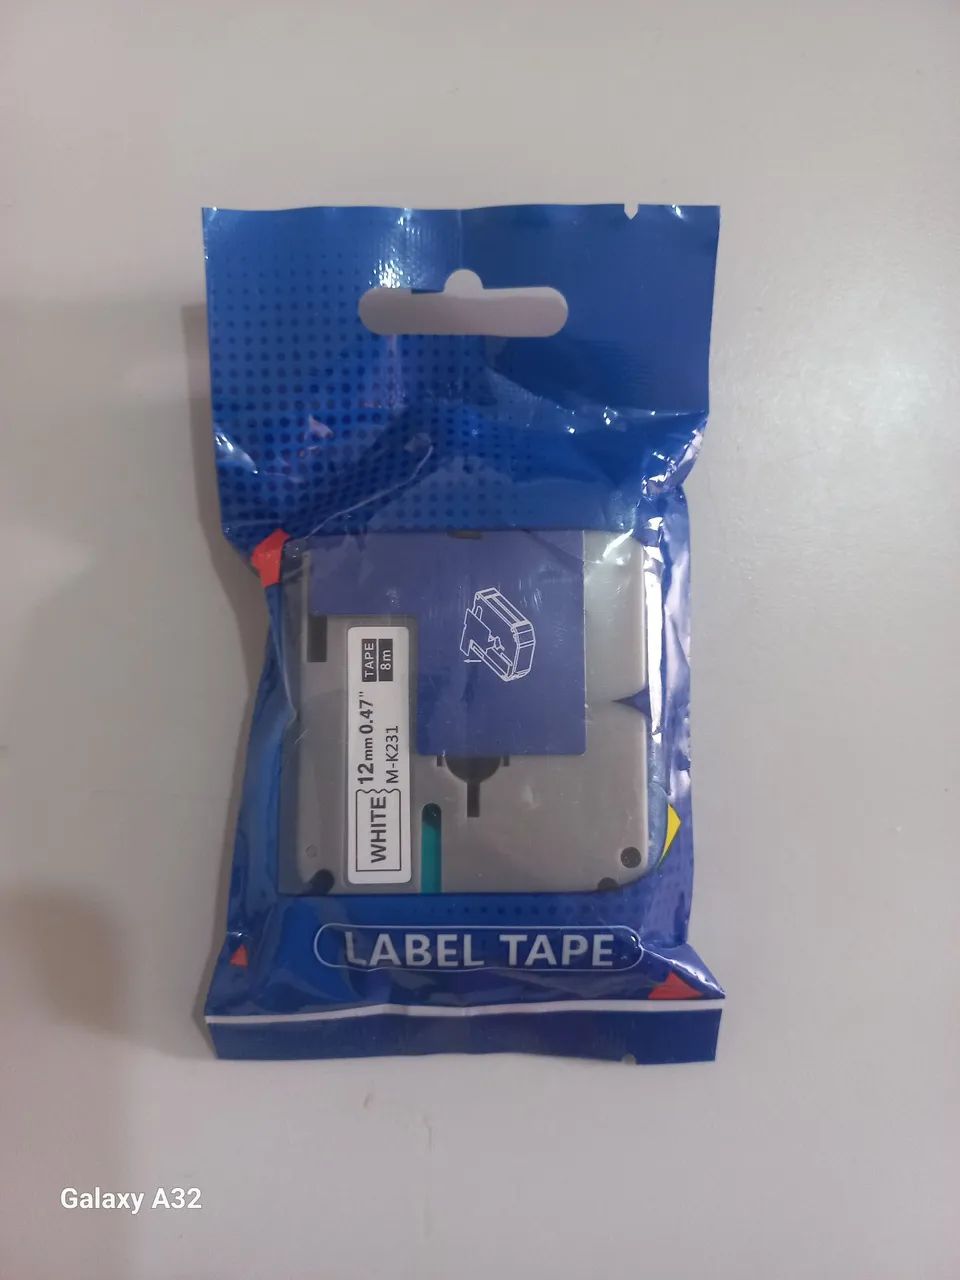 TAPE
8m
12mm 0.47"
M-K231
WHITE
LABEL TAPE
Galaxy A32